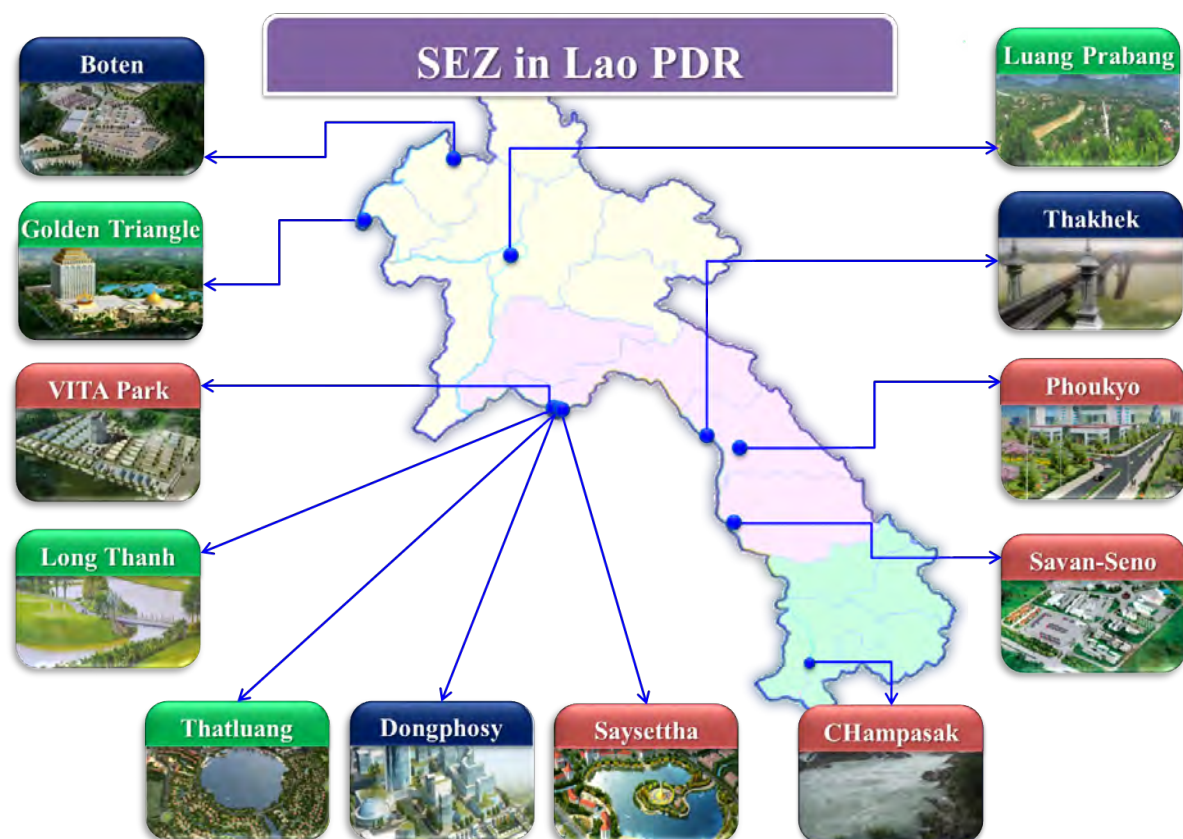 SEZ in Lao PDR
Boten
Luang Prabang
Golden Triangle
Thakhek
VITA Park
Phoukyo
Long Thanh
Savan-Seno
Thatluang
Dongphosy
Saysettha
CHampasak